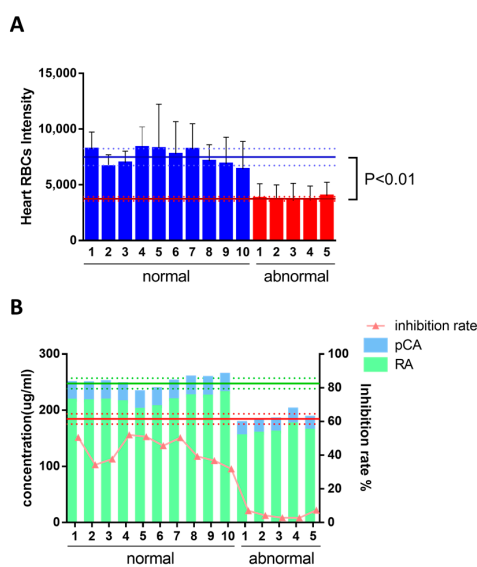 A
15,000
10,000
5,000
0
Heart RBCs Intensity
P<0.01
1 2 3 4 5 6 7 8 9 10 1 2 3 4 5
normal abnormal
B
inhibition rate
pCA
RA
300
200
100
0
concentration(ug/ml)
100
80
60
40
20
0
Inhibition rate %
1 2 3 4 5 6 7 8 9 10 1 2 3 4 5
normal abnormal